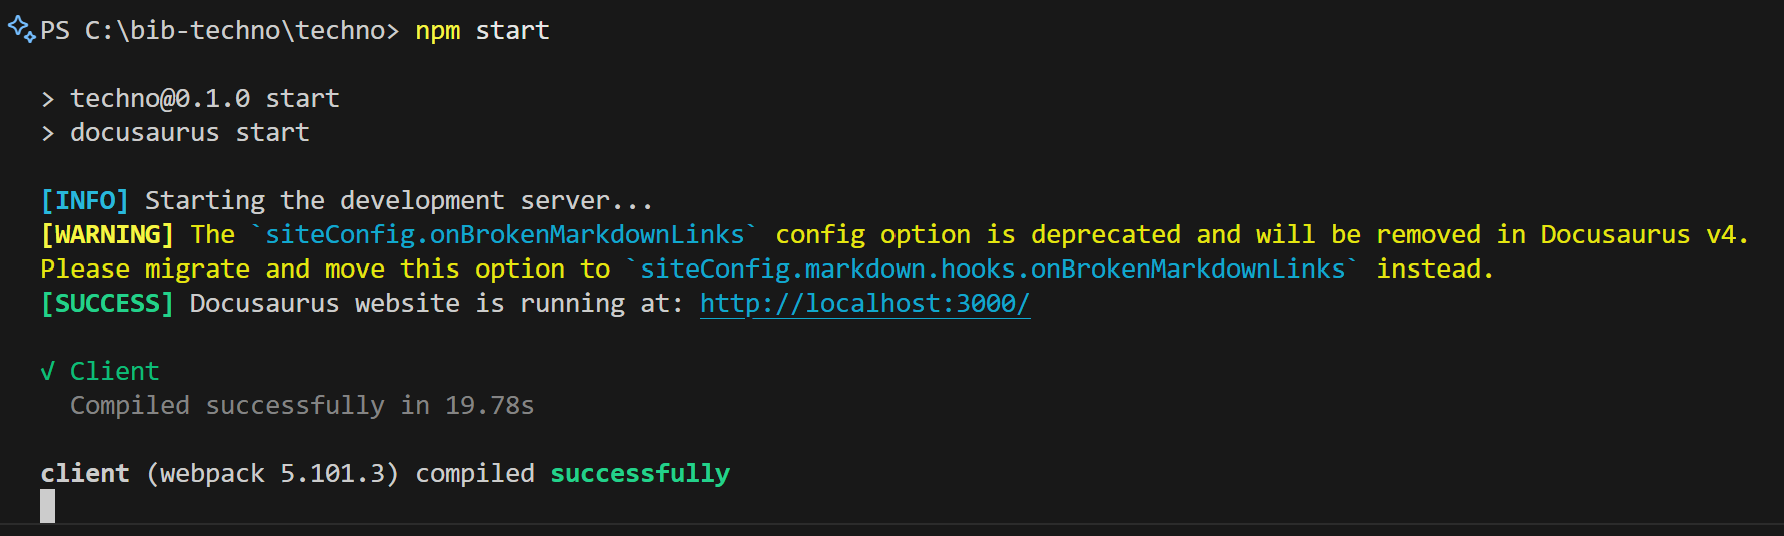 PS C:\bib-techno\techno> npm start
> techno@0.1.0 start
> docusaurus start
[INFO] Starting the development server...
[WARNING] The `siteConfig.onBrokenMarkdownLinks` config option is deprecated and will be removed in Docusaurus v4.
Please migrate and move this option to `siteConfig.markdown.hooks.onBrokenMarkdownLinks` instead.
[SUCCESS] Docusaurus website is running at: http://localhost:3000/
√ Client
Compiled successfully in 19.78s
client (webpack 5.101.3) compiled successfully